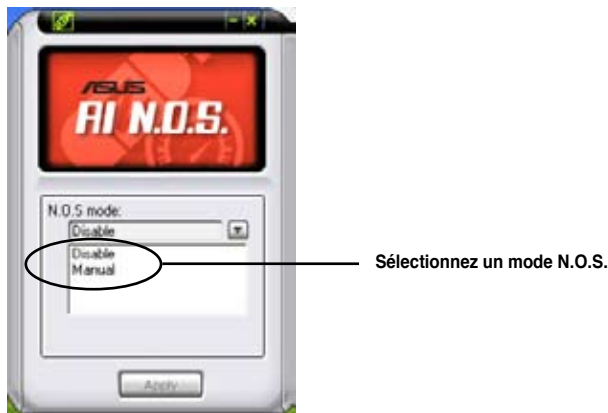 ASUS
AI N.O.S.
N.O.S mode:
Disable
Disable
Manual
Sélectionnez un mode N.O.S.
Apply